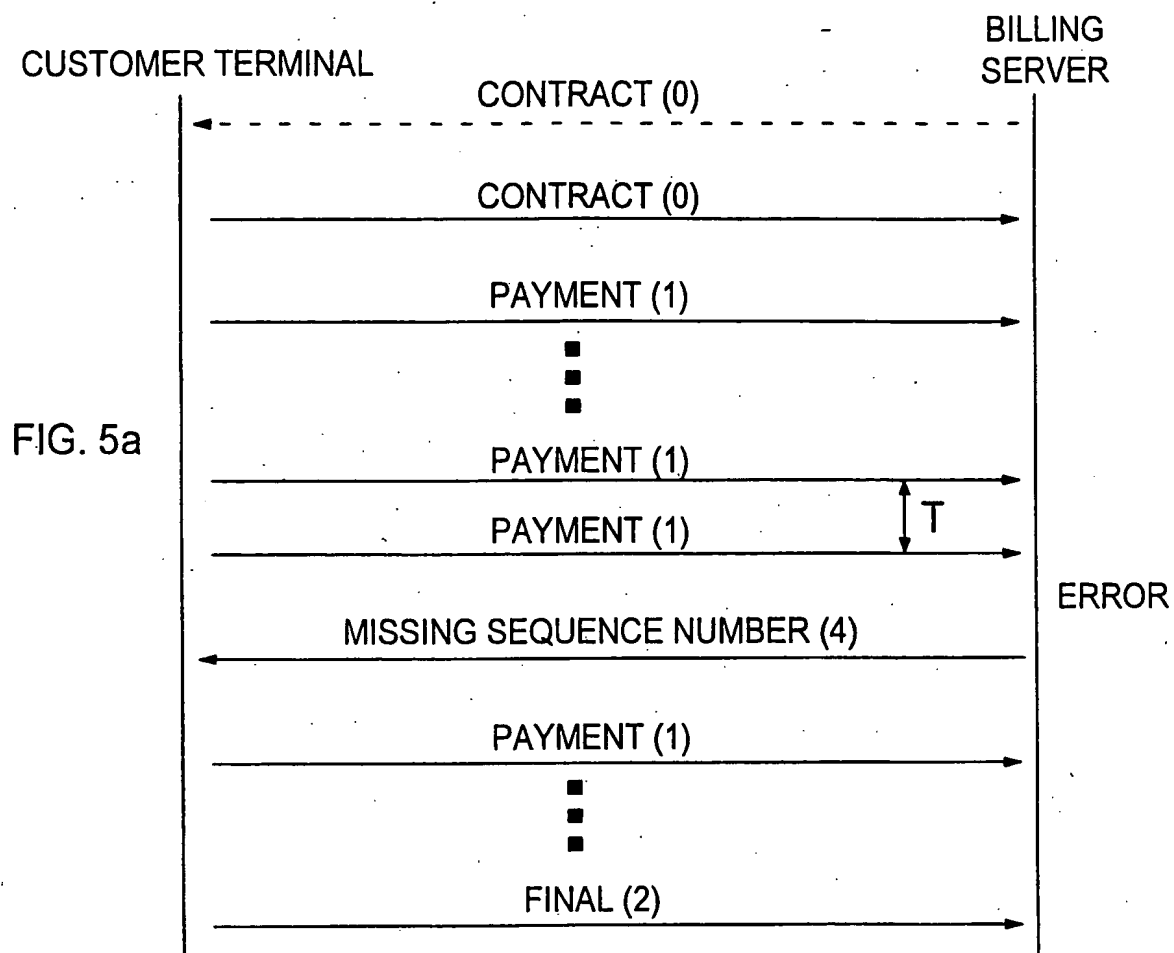 CUSTOMER TERMINAL
BILLING
SERVER
CONTRACT (0)
CONTRACT (0)
PAYMENT (1)
FIG. 5a
PAYMENT (1)
T
PAYMENT (1)
ERROR
MISSING SEQUENCE NUMBER (4)
PAYMENT (1)
FINAL (2)